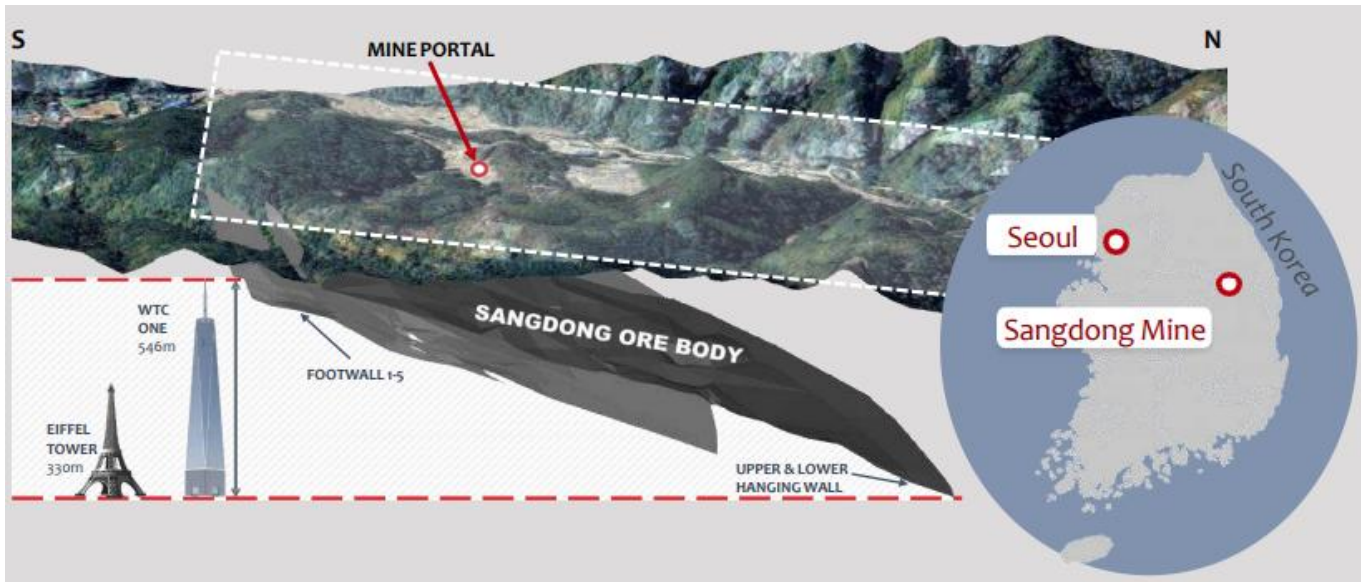 S
N
MINE PORTAL
South Korea
Seoul
Sangdong Mine
SANGDONG ORE BODY
WTC
ONE
546m
FOOTWALL 1-5
EIFFEL
TOWER
330m
UPPER & LOWER
HANGING WALL